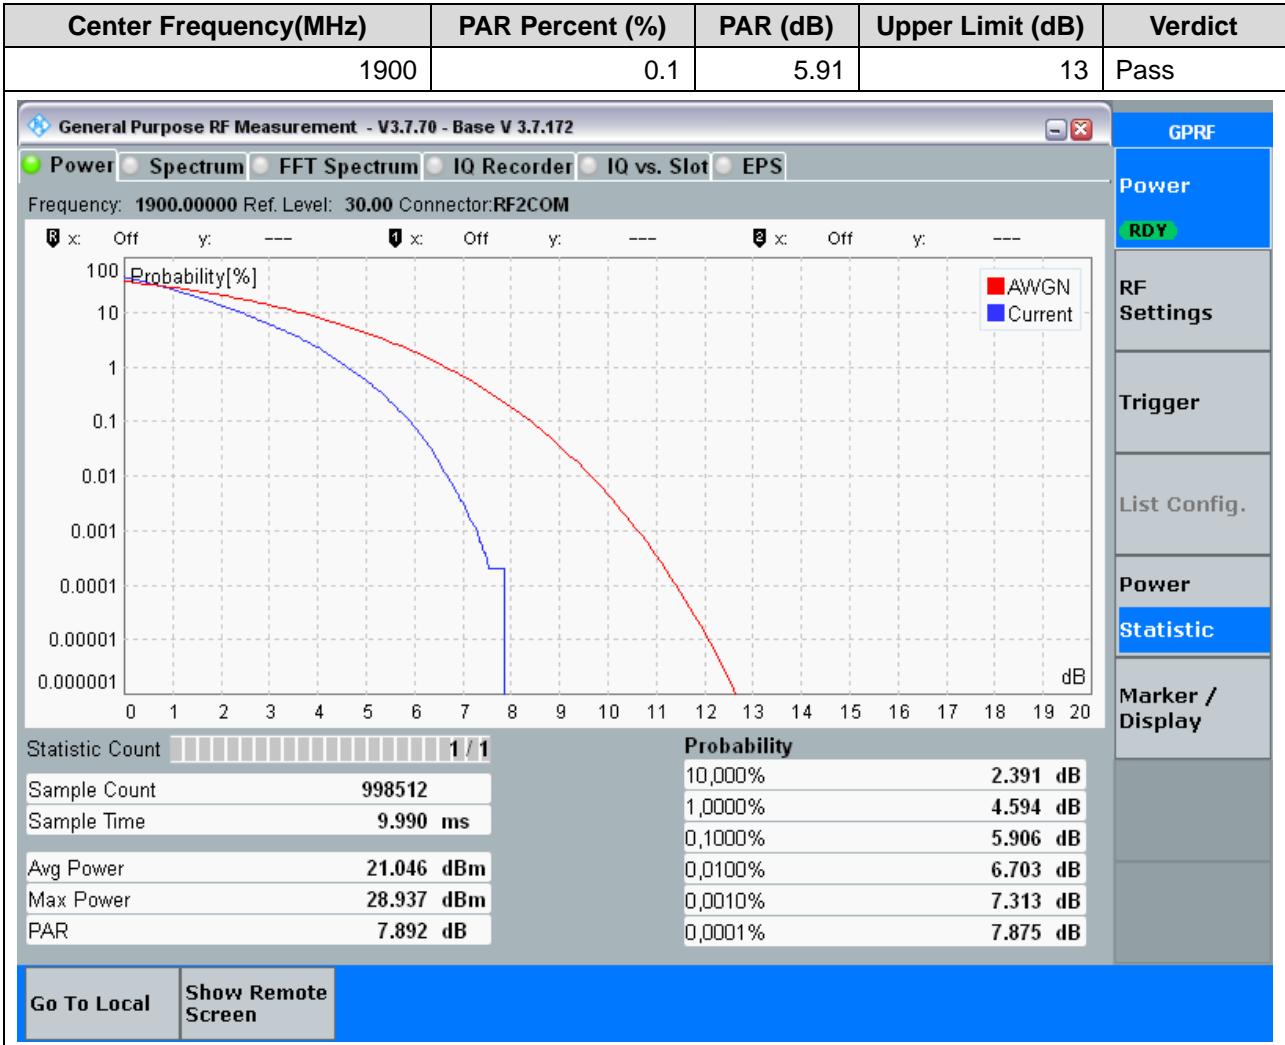 Center Frequency(MHz) PAR Percent (%) PAR (dB) Upper Limit (dB) Verdict
1900 0.1 5.91 13 Pass
General Purpose RF Measurement - V3.7.70 - Base V 3.7.172
GPRF
Power Spectrum FFT Spectrum IQ Recorder IQ vs. Slot EPS
Frequency: 1900.00000 Ref. Level: 30.00 Connector:RF2COM
R x: Off y: --- 1 x: Off y: --- 2 x: Off y: ---
Probability[%]
AWGN
Current
100
10
1
0.1
0.01
0.001
0.0001
0.00001
0.000001
dB
0 1 2 3 4 5 6 7 8 9 10 11 12 13 14 15 16 17 18 19 20
Statistic Count 1 / 1
Sample Count 998512
Sample Time 9.990 ms
Avg Power 21.046 dBm
Max Power 28.937 dBm
PAR 7.892 dB
Probability
10,000% 2.391 dB
1,0000% 4.594 dB
0,1000% 5.906 dB
0,0100% 6.703 dB
0,0010% 7.313 dB
0,0001% 7.875 dB
Power
RDY
RF
Settings
Trigger
List Config.
Power
Statistic
Marker /
Display
Go To Local
Show Remote
Screen